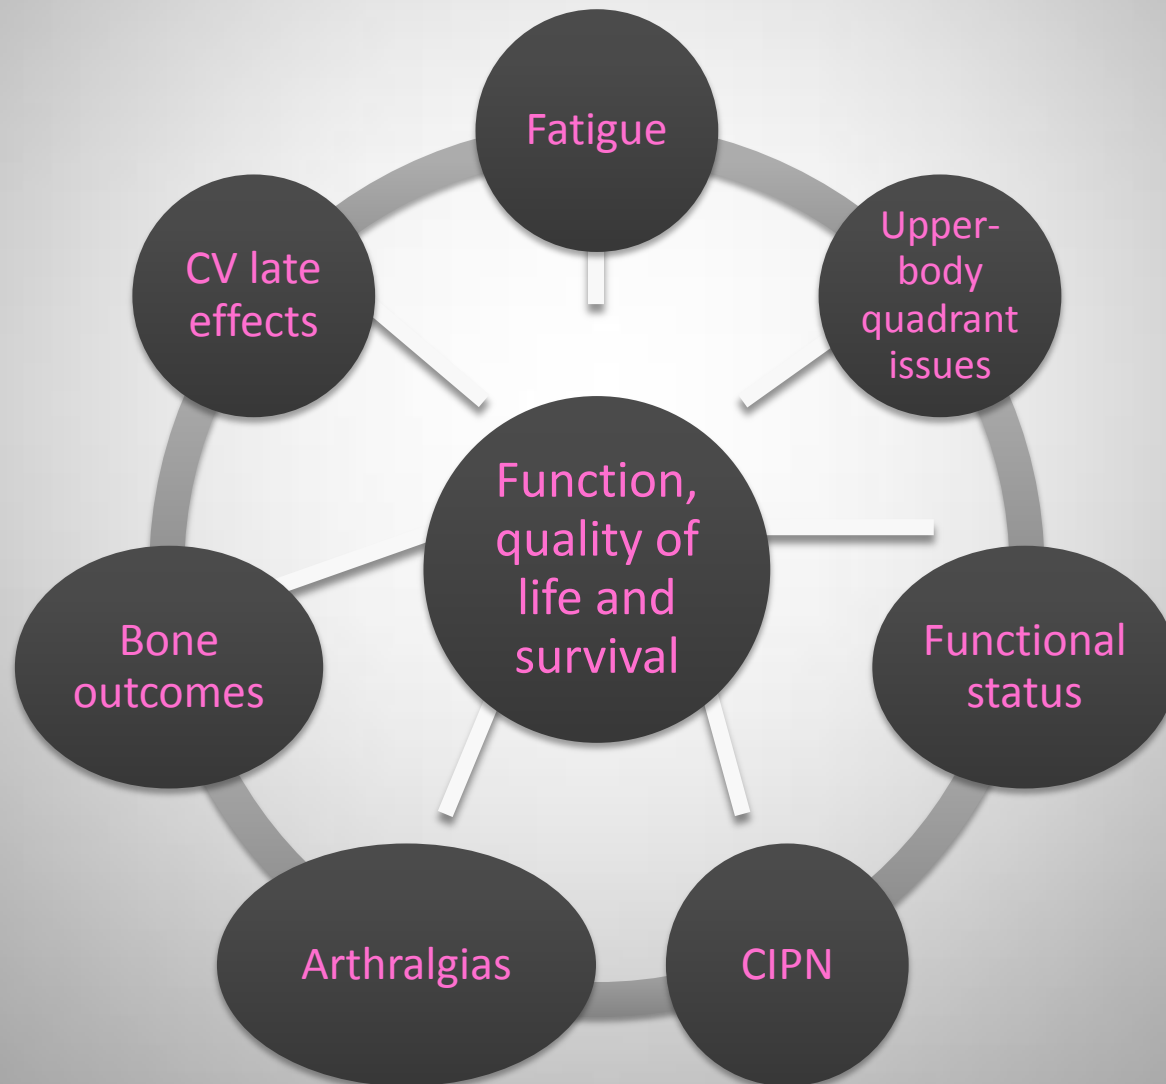 Fatigue
Upper-
body
quadrant
issues
CV late
effects
Function,
quality of
life and
survival
Functional
status
Bone
outcomes
Arthralgias
CIPN